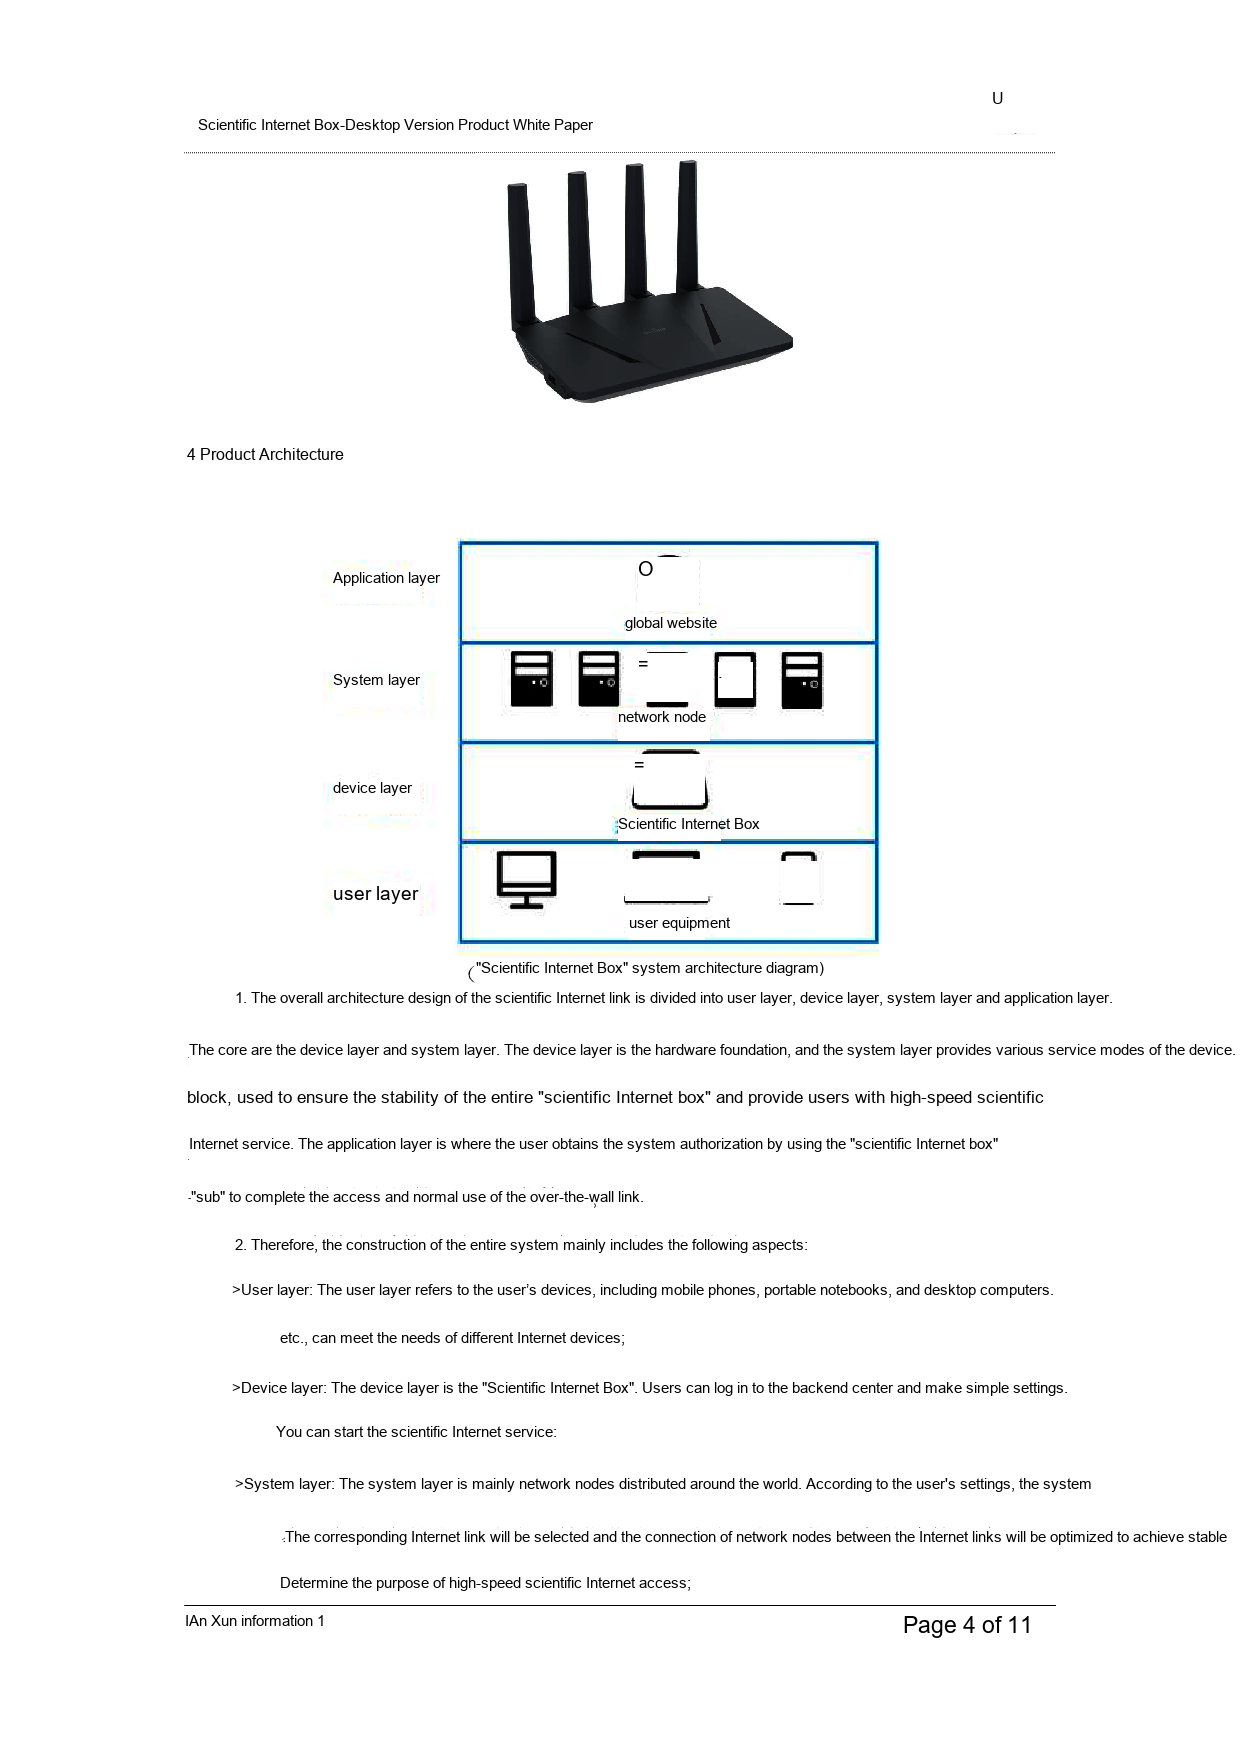 U
Scientific Internet Box-Desktop Version Product White Paper
4 Product Architecture
Application layer
O
global website
System layer
=
network node
device layer
=
Scientific Internet Box
user layer
user equipment
("Scientific Internet Box" system architecture diagram)
1. The overall architecture design of the scientific Internet link is divided into user layer, device layer, system layer and application layer.
The core are the device layer and system layer. The device layer is the hardware foundation, and the system layer provides various service modes of the device.
block, used to ensure the stability of the entire "scientific Internet box" and provide users with high-speed scientific
Internet service. The application layer is where the user obtains the system authorization by using the "scientific Internet box"
"sub" to complete the access and normal use of the over-the-wall link.
2. Therefore, the construction of the entire system mainly includes the following aspects:
>User layer: The user layer refers to the user’s devices, including mobile phones, portable notebooks, and desktop computers.
etc., can meet the needs of different Internet devices;
>Device layer: The device layer is the "Scientific Internet Box". Users can log in to the backend center and make simple settings.
You can start the scientific Internet service:
>System layer: The system layer is mainly network nodes distributed around the world. According to the user's settings, the system
The corresponding Internet link will be selected and the connection of network nodes between the Internet links will be optimized to achieve stable
Determine the purpose of high-speed scientific Internet access;
IAn Xun information 1
Page 4 of 11